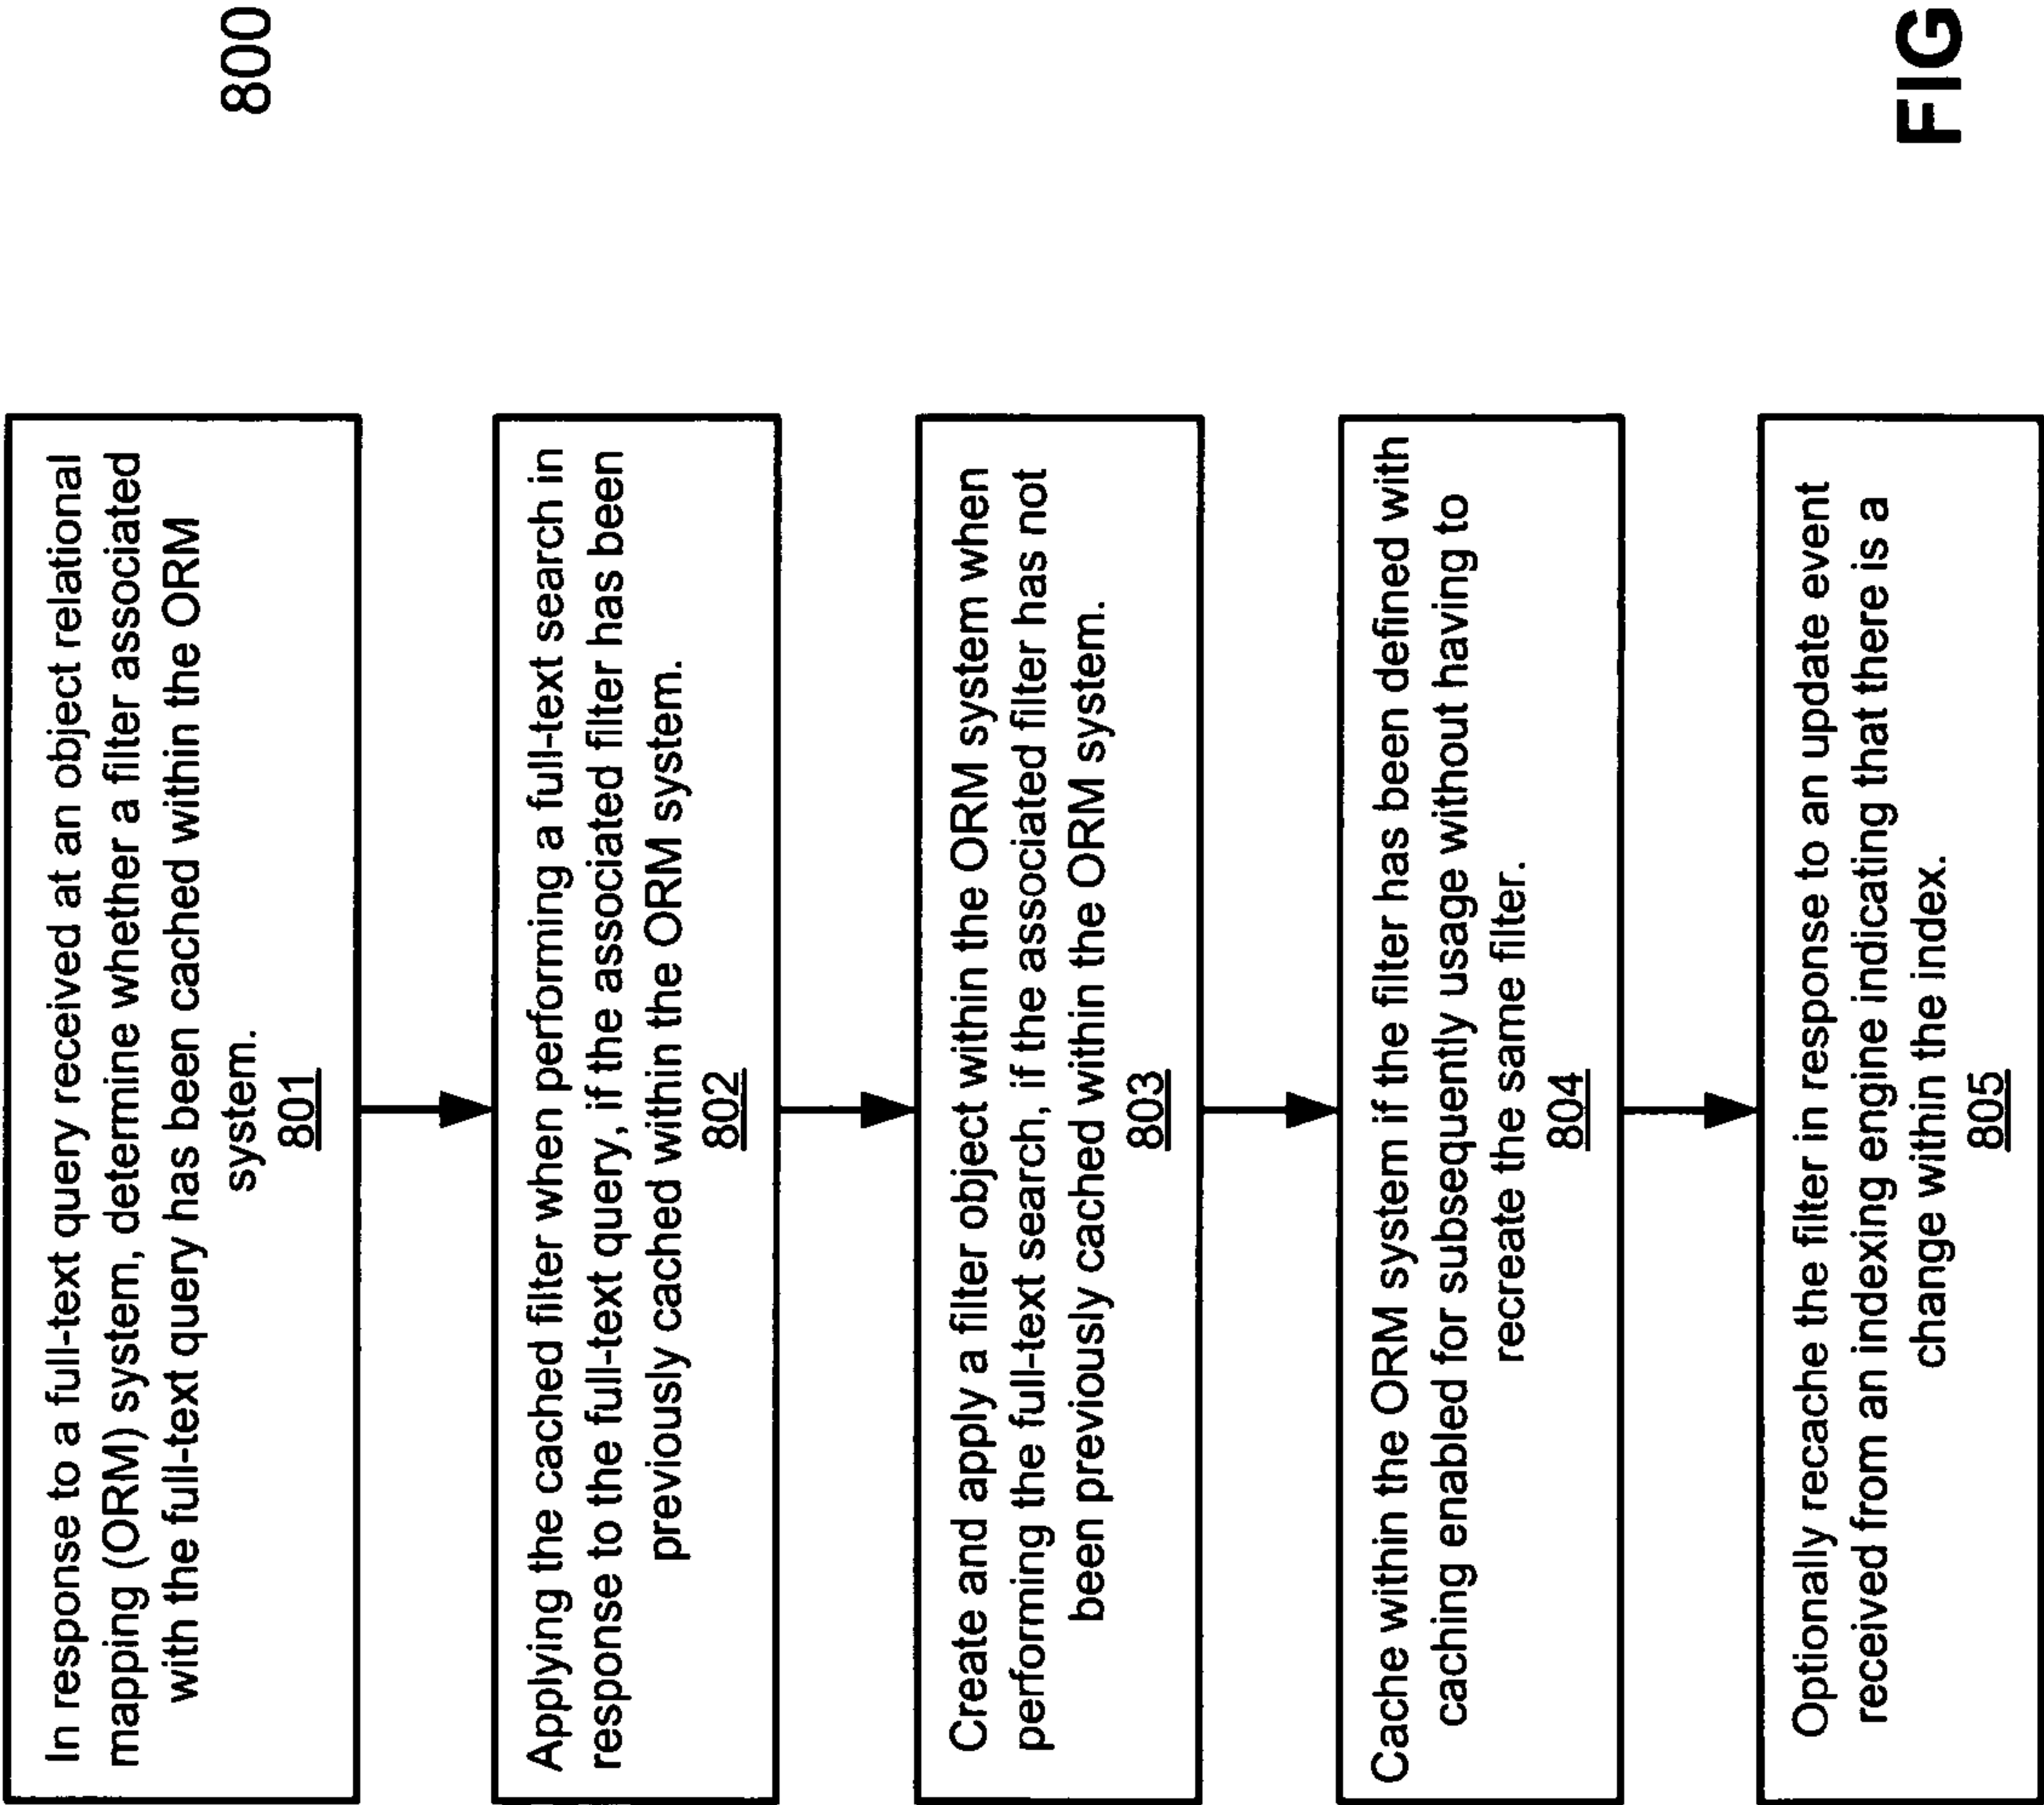 800
In response to a full-text query received at an object relational
mapping (ORM) system, determine whether a filter associated
with the full-text query has been cached within the ORM
system.
801
Applying the cached filter when performing a full-text search in
response to the full-text query, if the associated filter has been
previously cached within the ORM system.
802
Create and apply a filter object within the ORM system when
performing the full-text search, if the associated filter has not
been previously cached within the ORM system.
803
Cache within the ORM system if the filter has been defined with
caching enabled for subsequently usage without having to
recreate the same filter.
804
Optionally recache the filter in response to an update event
received from an indexing engine indicating that there is a
change within the index.
805
FIG